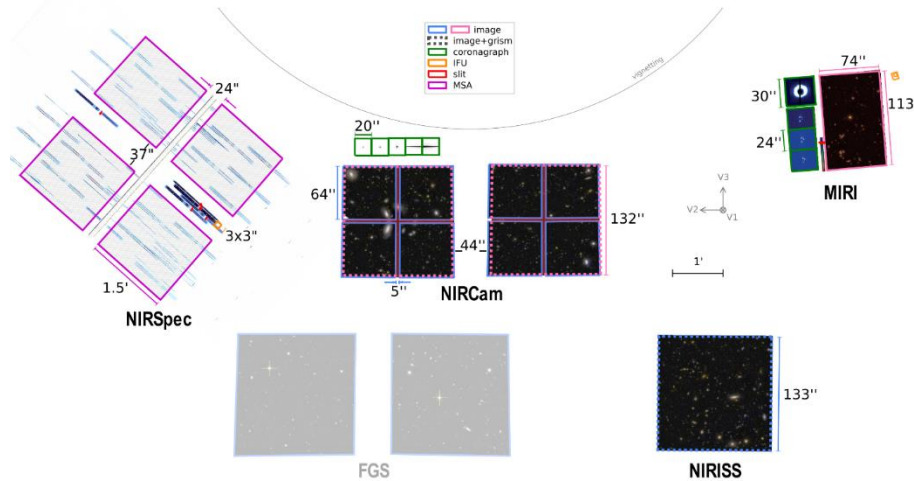 image
image+grism
coronagraph
IFU
slit
MSA
vignetting
24''
37"
3x3"
1.5'
NIRSpec
20''
64''
44''
132''
5''
NIRCam
74''
30''
113
24''
MIRI
V3
V2
V1
1'
FGS
133''
NIRISS